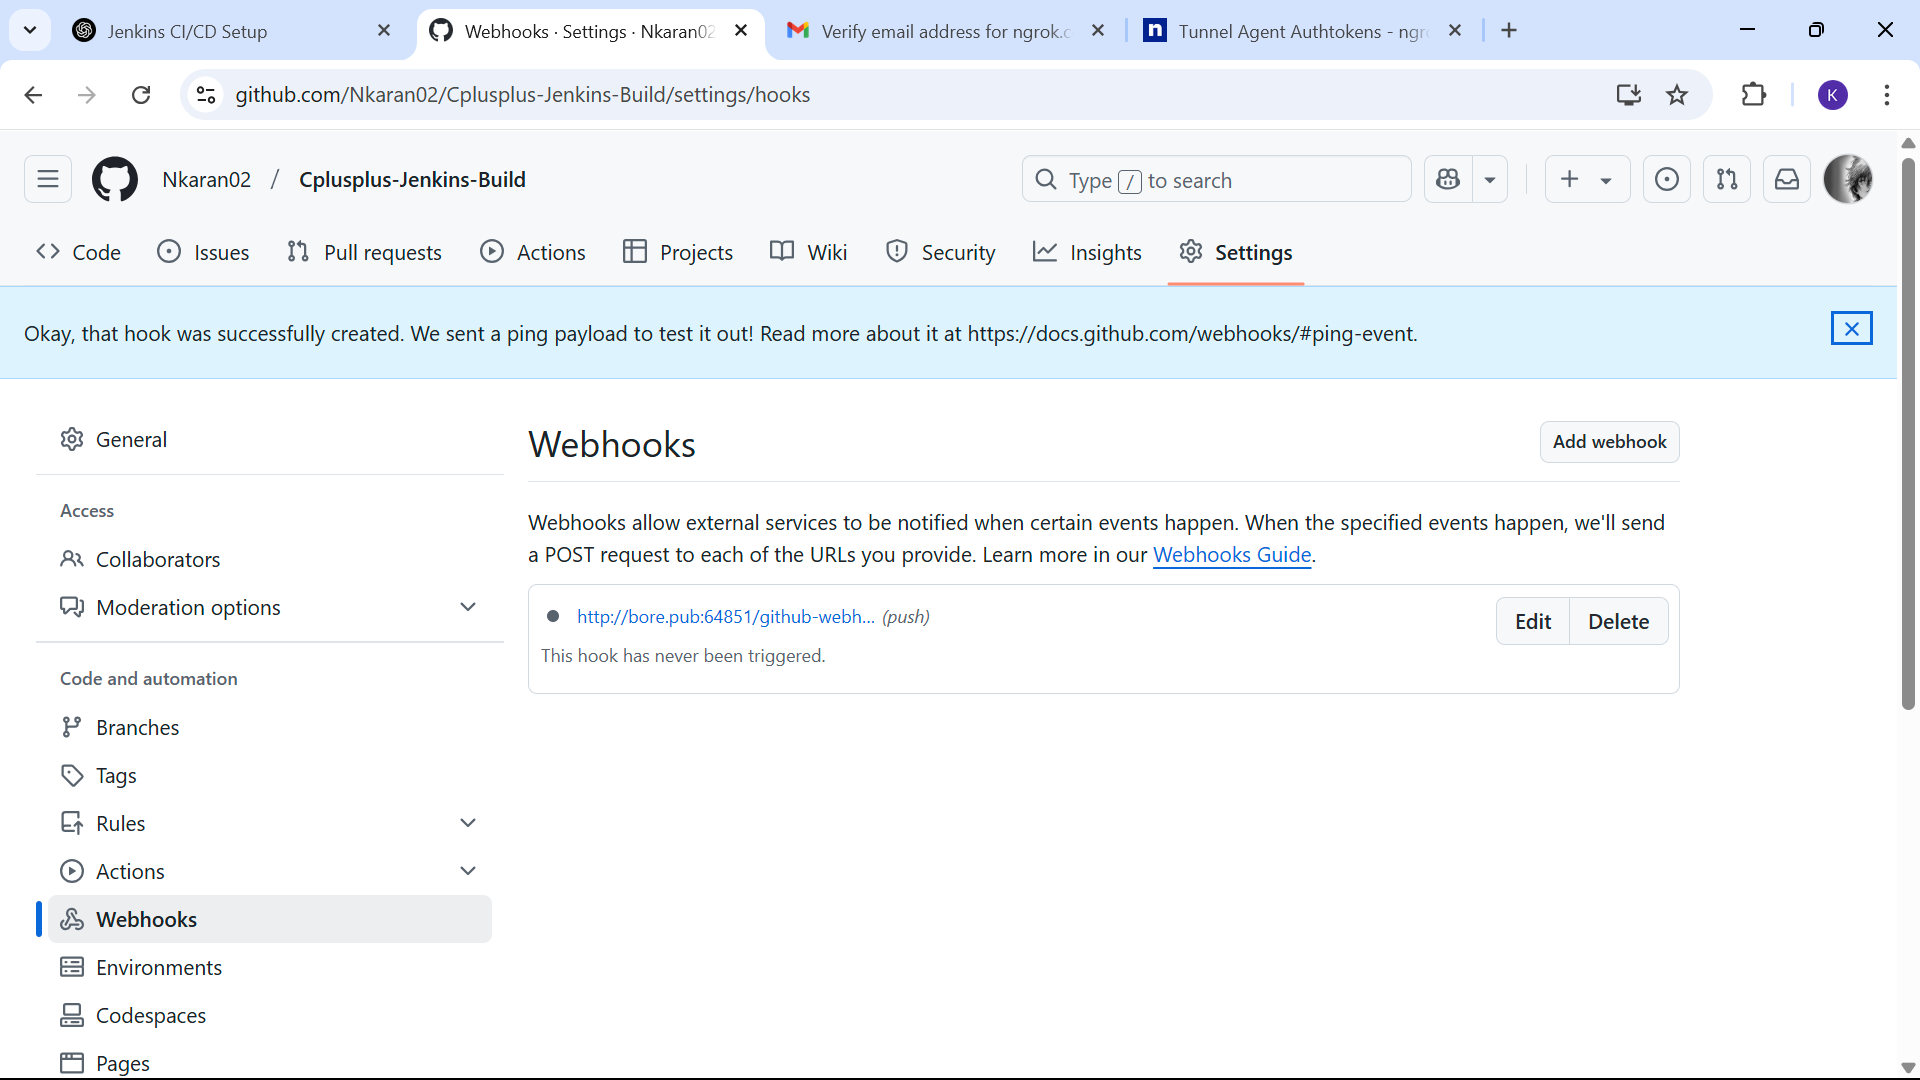 Jenkins CI/CD Setup
Webhooks · Settings · Nkaran02
Verify email address for ngrok.c
Tunnel Agent Authtokens - ngr
github.com/Nkaran02/Cplusplus-Jenkins-Build/settings/hooks
K
Nkaran02 / Cplusplus-Jenkins-Build
Type / to search
Code
Issues
Pull requests
Actions
Projects
Wiki
Security
Insights
Settings
Okay, that hook was successfully created. We sent a ping payload to test it out! Read more about it at https://docs.github.com/webhooks/#ping-event.
General
Access
Collaborators
Moderation options
Code and automation
Branches
Tags
Rules
Actions
Webhooks
Environments
Codespaces
Pages
Webhooks
Add webhook
Webhooks allow external services to be notified when certain events happen. When the specified events happen, we'll send
a POST request to each of the URLs you provide. Learn more in our Webhooks Guide.
http://bore.pub:64851/github-webh... (push)
Edit
Delete
This hook has never been triggered.